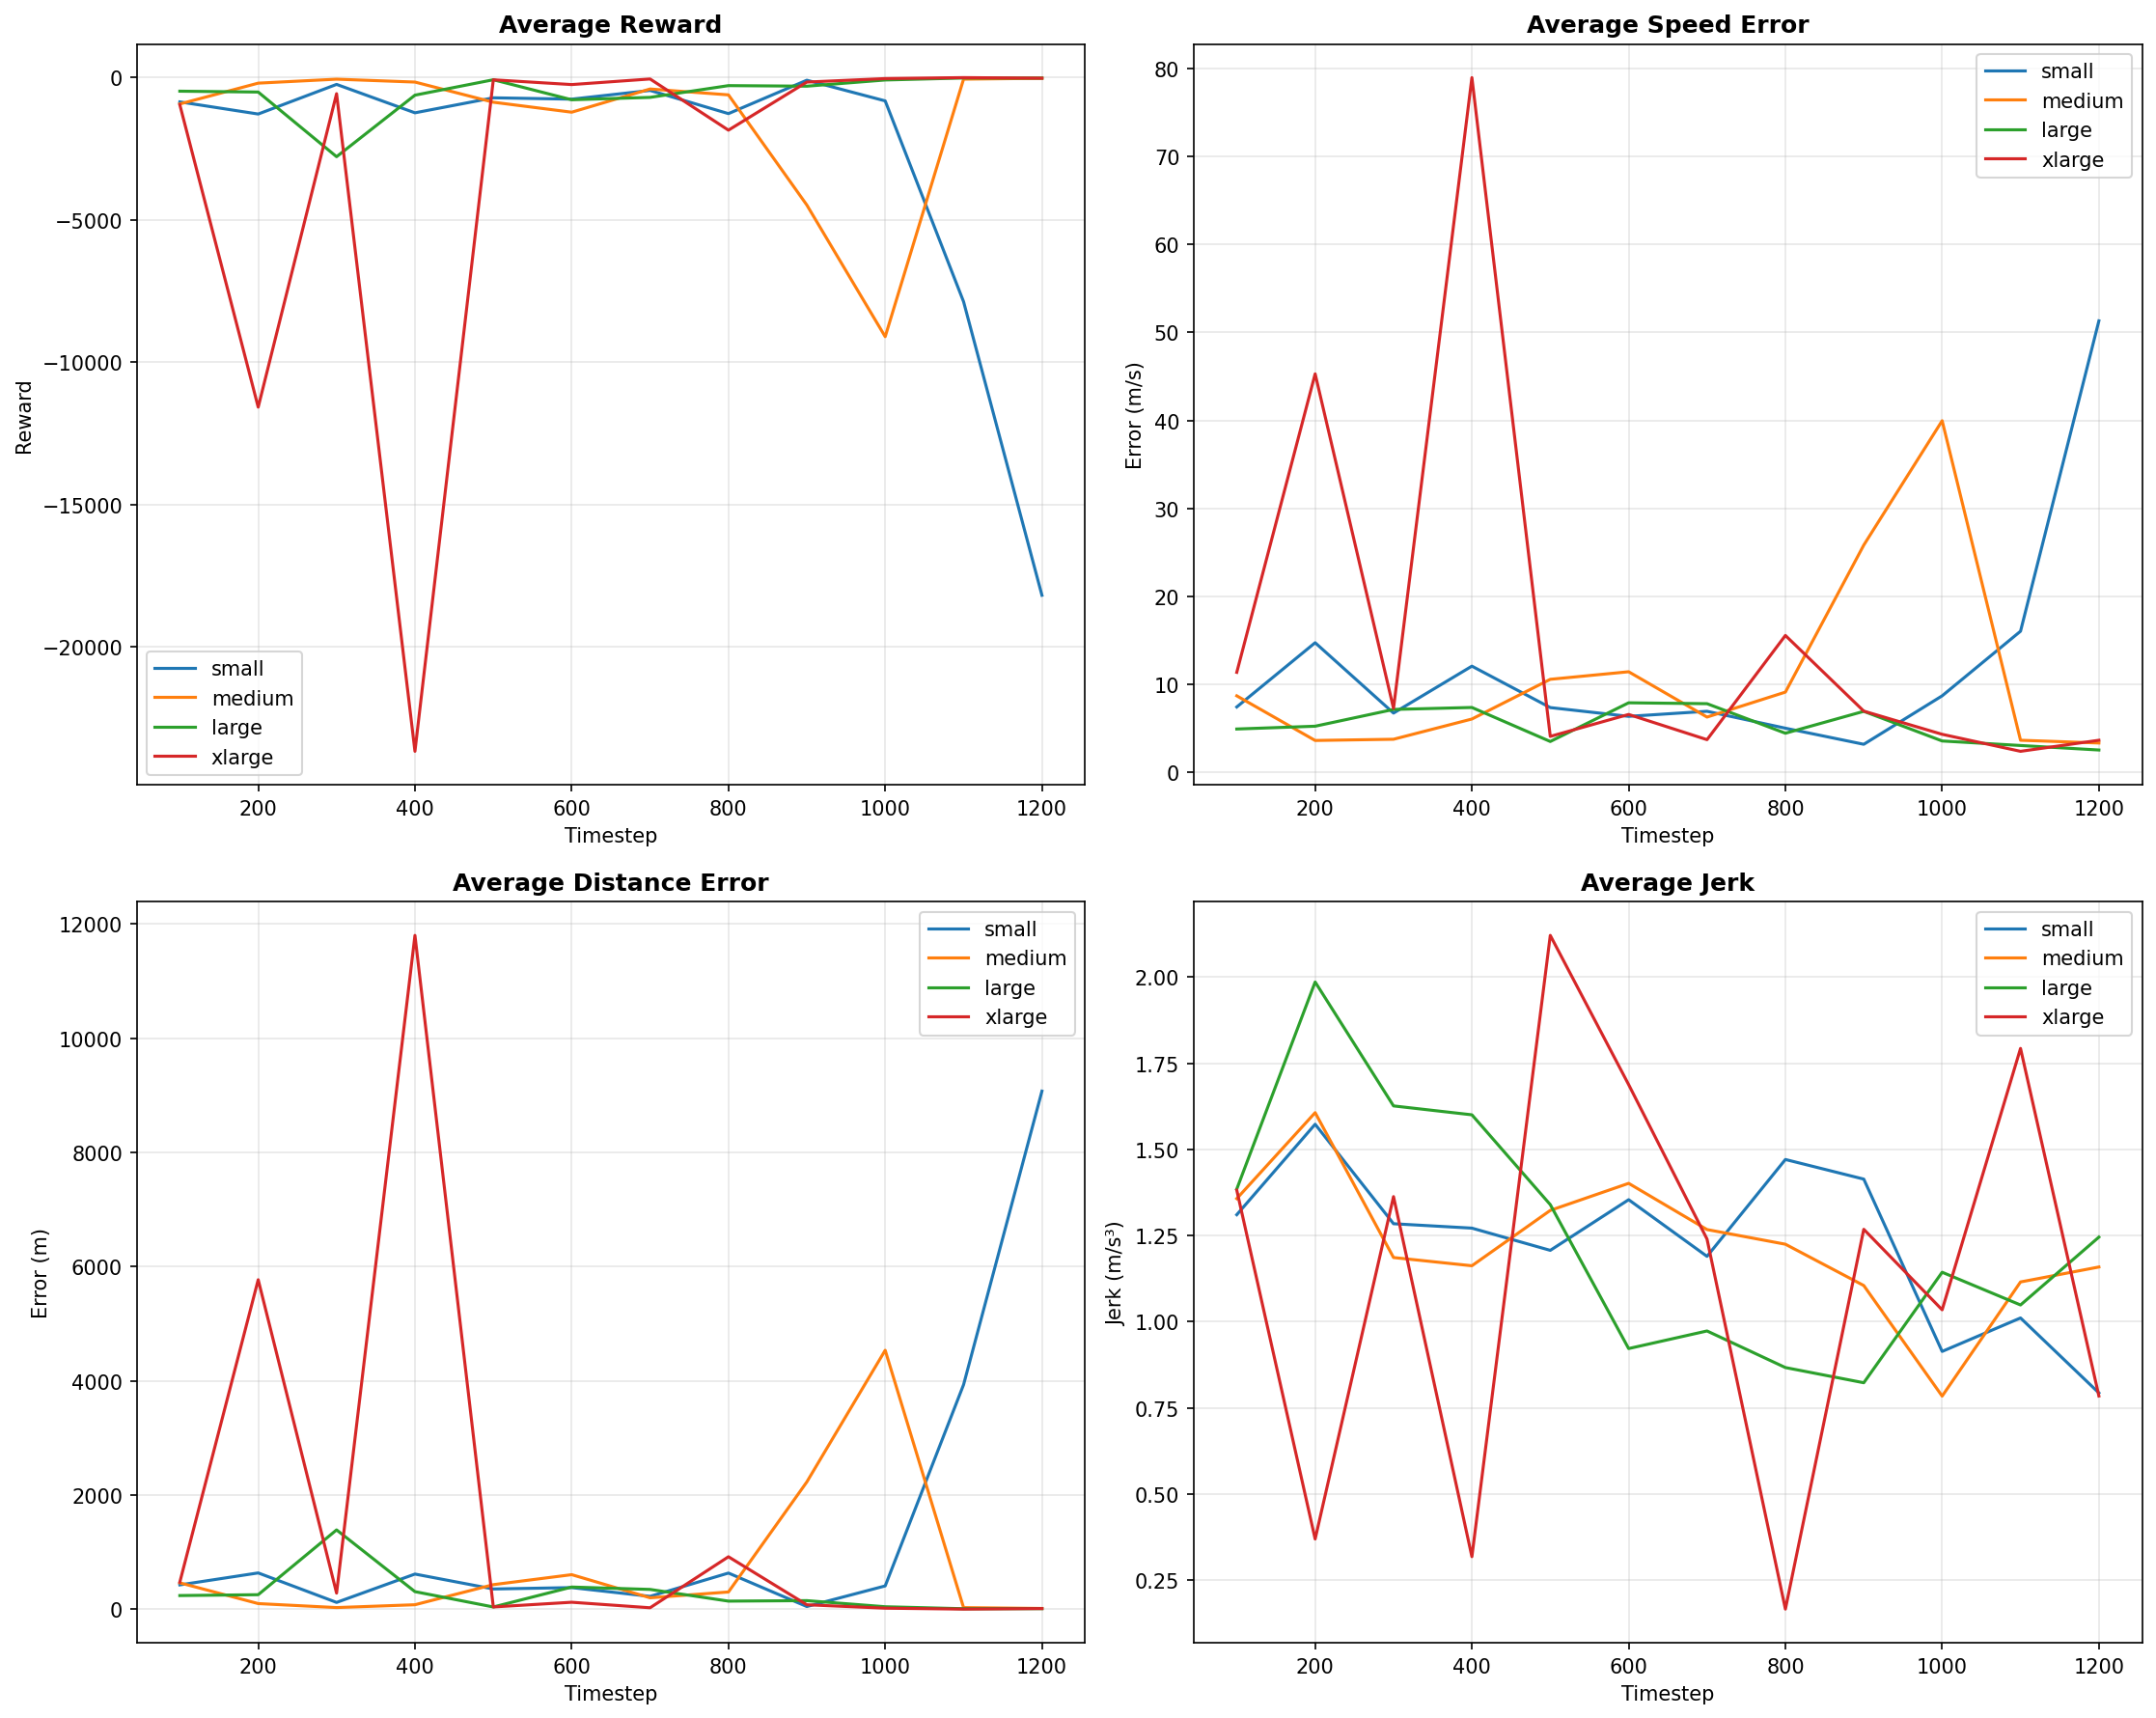 Average Reward
Reward
0
−5000
−10000
−15000
−20000
small
medium
large
xlarge
200
400
600
800
1000
1200
Timestep
Average Speed Error
Error (m/s)
80
70
60
50
40
30
20
10
0
small
medium
large
xlarge
200
400
600
800
1000
1200
Timestep
Average Distance Error
Error (m)
12000
10000
8000
6000
4000
2000
0
small
medium
large
xlarge
200
400
600
800
1000
1200
Timestep
Average Jerk
Jerk (m/s³)
2.00
1.75
1.50
1.25
1.00
0.75
0.50
0.25
small
medium
large
xlarge
200
400
600
800
1000
1200
Timestep